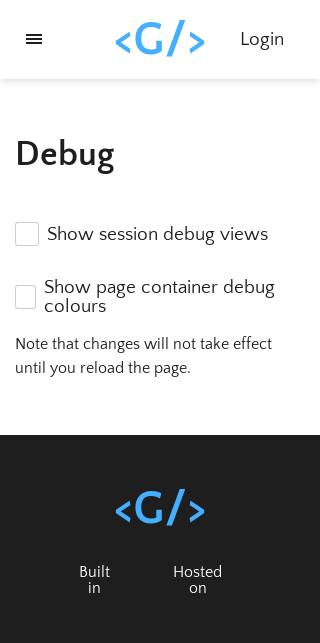 <G/>
Login
Debug
Show session debug views
Show page container debug
colours
Note that changes will not take effect
until you reload the page.
<G/>
Built
in
Hosted
on